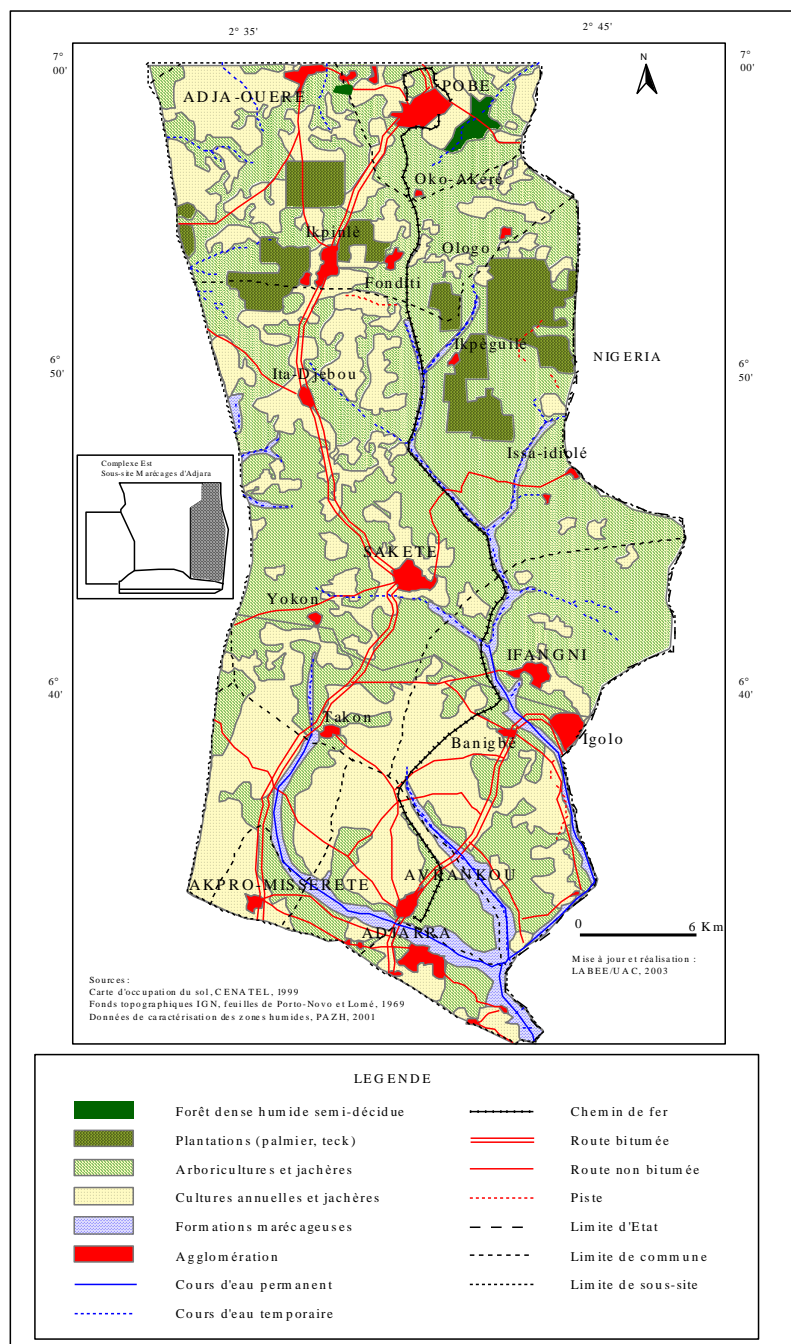 2° 35'
2° 45'
7°
00'
7°
00'
N
POBE
ADJA-OUERE
Oko-Akéré
Ikpinlè
Ologo
Fonditi
6°
50'
Ikpéguilé
NIGERIA
6°
50'
Ita-Djebou
Issa-idiolé
Complexe Est
Sous-site Marécages d'Adjara
SAKETE
Yokon
IFANGNI
6°
40'
6°
40'
Takon
Banigbé
Igolo
AKPRO-MISSERETE
AVRANKOU
0 6 Km
ADJARRA
Mise à jour et réalisation :
LABEE/UAC, 2003
Sources :
Carte d'occupation du sol, CENATEL, 1999
Fonds topographiques IGN, feuilles de Porto-Novo et Lomé, 1969
Données de caractérisation des zones humides, PAZH, 2001
LEGENDE
Forêt dense humide semi-décidue
Plantations (palmier, teck)
Arboricultures et jachères
Cultures annuelles et jachères
Formations marécageuses
Agglomération
Cours d'eau permanent
Cours d'eau temporaire
Chemin de fer
Route bitumée
Route non bitumée
Piste
Limite d'Etat
Limite de commune
Limite de sous-site